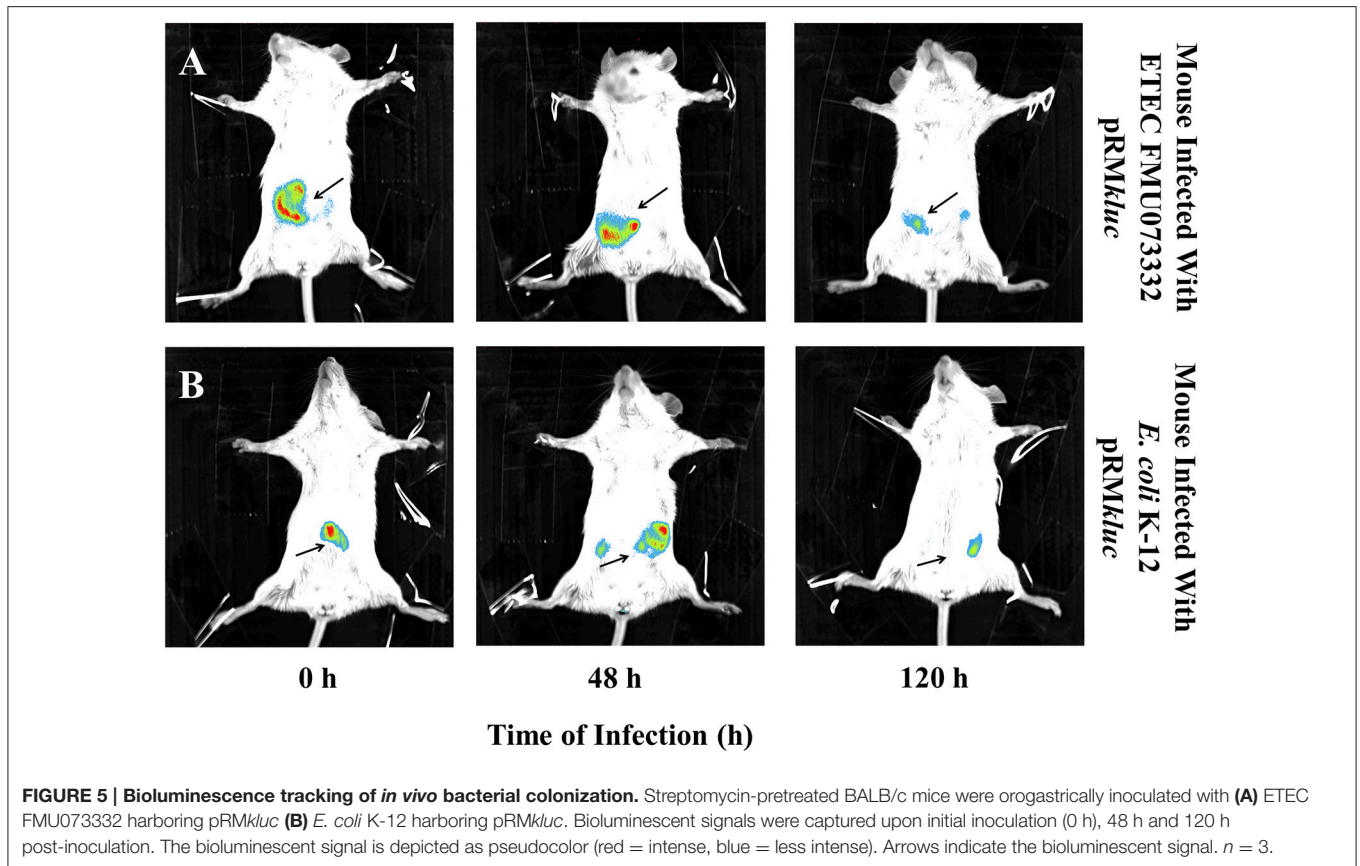 A
Mouse Infected With
ETEC FMU073332
pRMkluc
B
Mouse Infected With
E. coli K-12
pRMkluc
0 h
48 h
120 h
Time of Infection (h)
FIGURE 5 | Bioluminescence tracking of in vivo bacterial colonization. Streptomycin-pretreated BALB/c mice were orogastrically inoculated with (A) ETEC
FMU073332 harboring pRMkluc (B) E. coli K-12 harboring pRMkluc. Bioluminescent signals were captured upon initial inoculation (0 h), 48 h and 120 h
post-inoculation. The bioluminescent signal is depicted as pseudocolor (red = intense, blue = less intense). Arrows indicate the bioluminescent signal. n = 3.